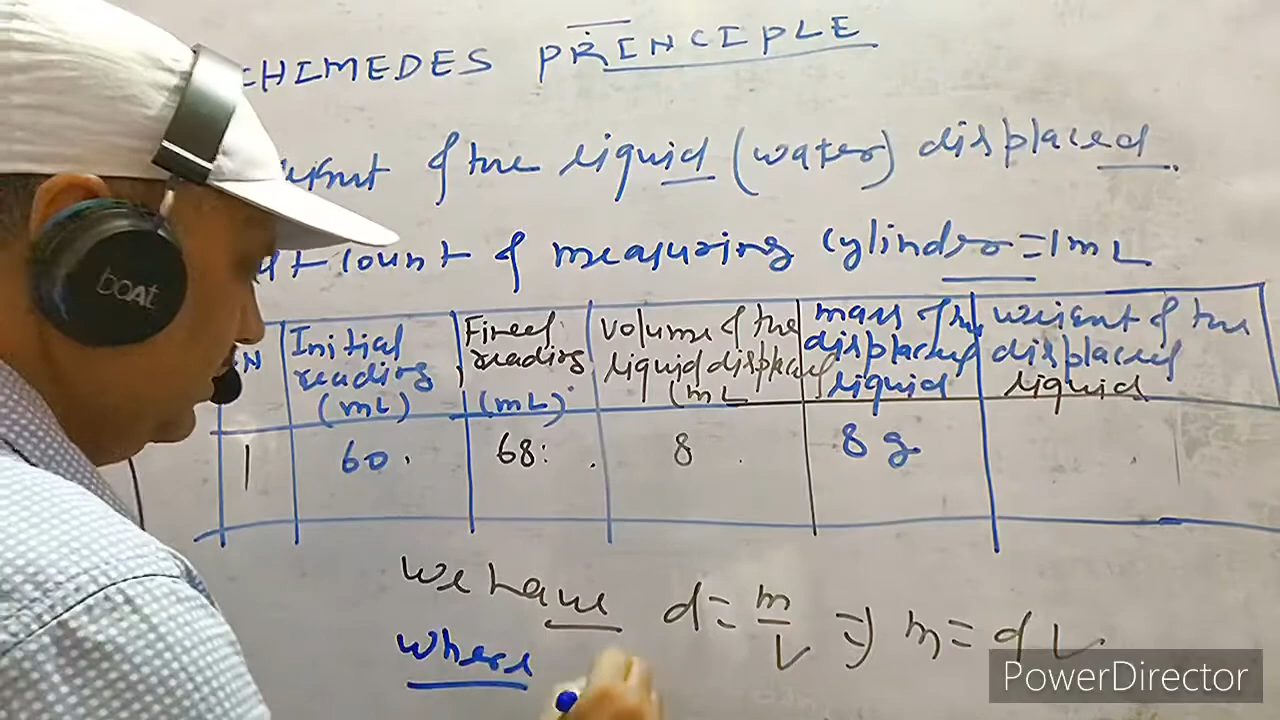 CHIMEDES PRINCIPLE
of the liquid (water) displaced.
count of measuring cylinder = 1mL
SN
Initial reading (mL)
Final reading (mL)
Volume of the liquid displaced (mL
mass of the displaced liquid
weight of the displaced liquid
1
60.
68.
8
8 g
We have d = m/V ⇒ m = dV
where
boat
PowerDirector